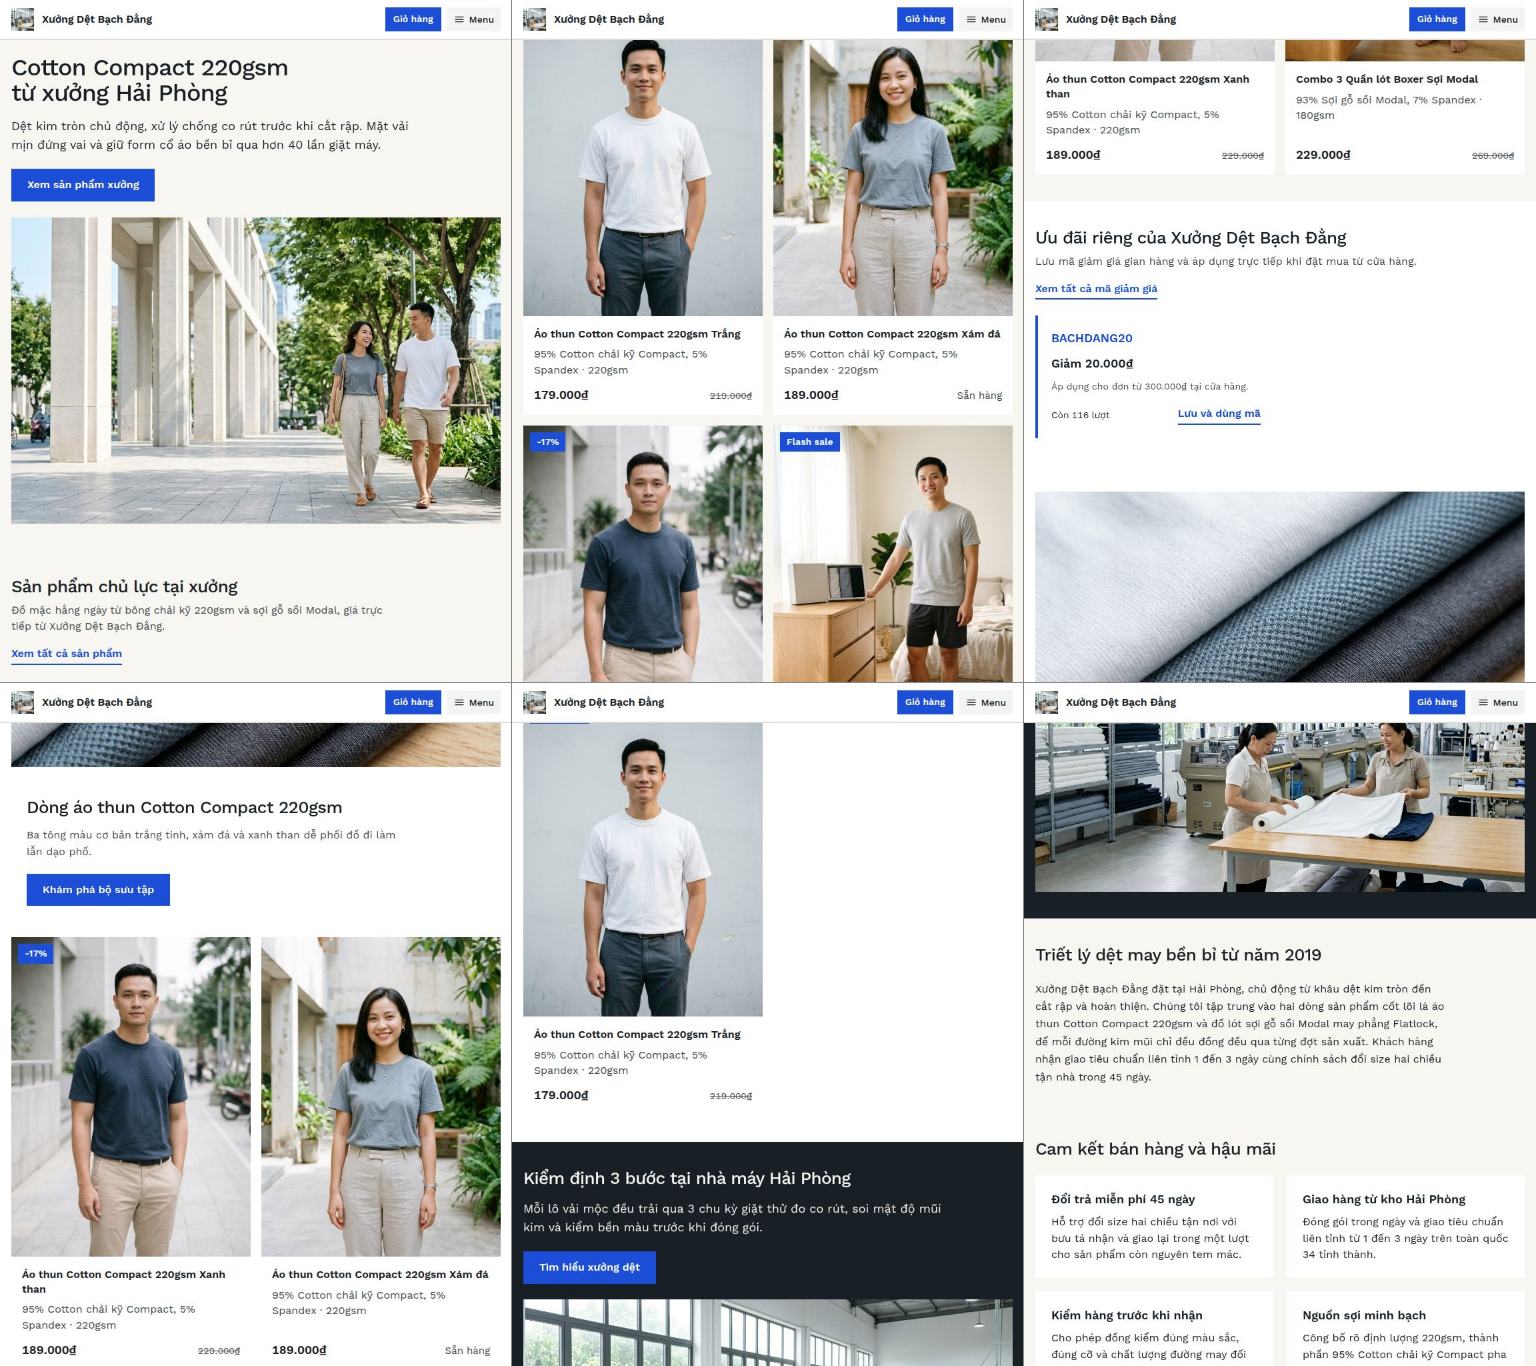 Xưởng Dệt Bạch Đằng
Giỏ hàng
Menu
Cotton Compact 220gsm
từ xưởng Hải Phòng
Dệt kim tròn chủ động, xử lý chống co rút trước khi cắt rập. Mặt vải
mịn đứng vai và giữ form cổ áo bền bỉ qua hơn 40 lần giặt máy.
Xem sản phẩm xưởng
Sản phẩm chủ lực tại xưởng
Đồ mặc hằng ngày từ bông chải kỹ 220gsm và sợi gỗ sồi Modal, giá trực
tiếp từ Xưởng Dệt Bạch Đằng.
Xem tất cả sản phẩm
Xưởng Dệt Bạch Đằng
Giỏ hàng
Menu
Áo thun Cotton Compact 220gsm Trắng
95% Cotton chải kỹ Compact, 5%
Spandex · 220gsm
179.000₫
219.000₫
Áo thun Cotton Compact 220gsm Xám đá
95% Cotton chải kỹ Compact, 5%
Spandex · 220gsm
189.000₫
Sẵn hàng
-17%
Flash sale
Xưởng Dệt Bạch Đằng
Giỏ hàng
Menu
Áo thun Cotton Compact 220gsm Xanh
than
95% Cotton chải kỹ Compact, 5%
Spandex · 220gsm
189.000₫
229.000₫
Combo 3 Quần lót Boxer Sợi Modal
93% Sợi gỗ sồi Modal, 7% Spandex ·
180gsm
229.000₫
269.000₫
Ưu đãi riêng của Xưởng Dệt Bạch Đằng
Lưu mã giảm giá gian hàng và áp dụng trực tiếp khi đặt mua từ cửa hàng.
Xem tất cả mã giảm giá
BACHDANG20
Giảm 20.000₫
Áp dụng cho đơn từ 300.000₫ tại cửa hàng.
Còn 116 lượt
Lưu và dùng mã
Xưởng Dệt Bạch Đằng
Giỏ hàng
Menu
Dòng áo thun Cotton Compact 220gsm
Ba tông màu cơ bản trắng tinh, xám đá và xanh than dễ phối đồ đi làm
lẫn dạo phố.
Khám phá bộ sưu tập
-17%
Áo thun Cotton Compact 220gsm Xanh
than
95% Cotton chải kỹ Compact, 5%
Spandex · 220gsm
189.000₫
229.000₫
Áo thun Cotton Compact 220gsm Xám đá
95% Cotton chải kỹ Compact, 5%
Spandex · 220gsm
189.000₫
Sẵn hàng
Xưởng Dệt Bạch Đằng
Giỏ hàng
Menu
Áo thun Cotton Compact 220gsm Trắng
95% Cotton chải kỹ Compact, 5%
Spandex · 220gsm
179.000₫
219.000₫
Kiểm định 3 bước tại nhà máy Hải Phòng
Mỗi lô vải mộc đều trải qua 3 chu kỳ giặt thử đo co rút, soi mật độ mũi
kim và kiểm bền màu trước khi đóng gói.
Tìm hiểu xưởng dệt
Xưởng Dệt Bạch Đằng
Giỏ hàng
Menu
Triết lý dệt may bền bỉ từ năm 2019
Xưởng Dệt Bạch Đằng đặt tại Hải Phòng, chủ động từ khâu dệt kim tròn đến
cắt rập và hoàn thiện. Chúng tôi tập trung vào hai dòng sản phẩm cốt lõi là áo
thun Cotton Compact 220gsm và đồ lót sợi gỗ sồi Modal may phẳng Flatlock,
để mỗi đường kim mũi chỉ đều đồng đều qua từng đợt sản xuất. Khách hàng
nhận giao tiêu chuẩn liên tỉnh 1 đến 3 ngày cùng chính sách đổi size hai chiều
tận nhà trong 45 ngày.
Cam kết bán hàng và hậu mãi
Đổi trả miễn phí 45 ngày
Hỗ trợ đổi size hai chiều tận nơi với
bưu tá nhận và giao lại trong một lượt
cho sản phẩm còn nguyên tem mác.
Giao hàng từ kho Hải Phòng
Đóng gói trong ngày và giao tiêu chuẩn
liên tỉnh từ 1 đến 3 ngày trên toàn quốc
34 tỉnh thành.
Kiểm hàng trước khi nhận
Cho phép đồng kiểm đúng màu sắc,
đúng cỡ và chất lượng đường may đối
Nguồn sợi minh bạch
Công bố rõ định lượng 220gsm, thành
phần 95% Cotton chải kỹ Compact pha